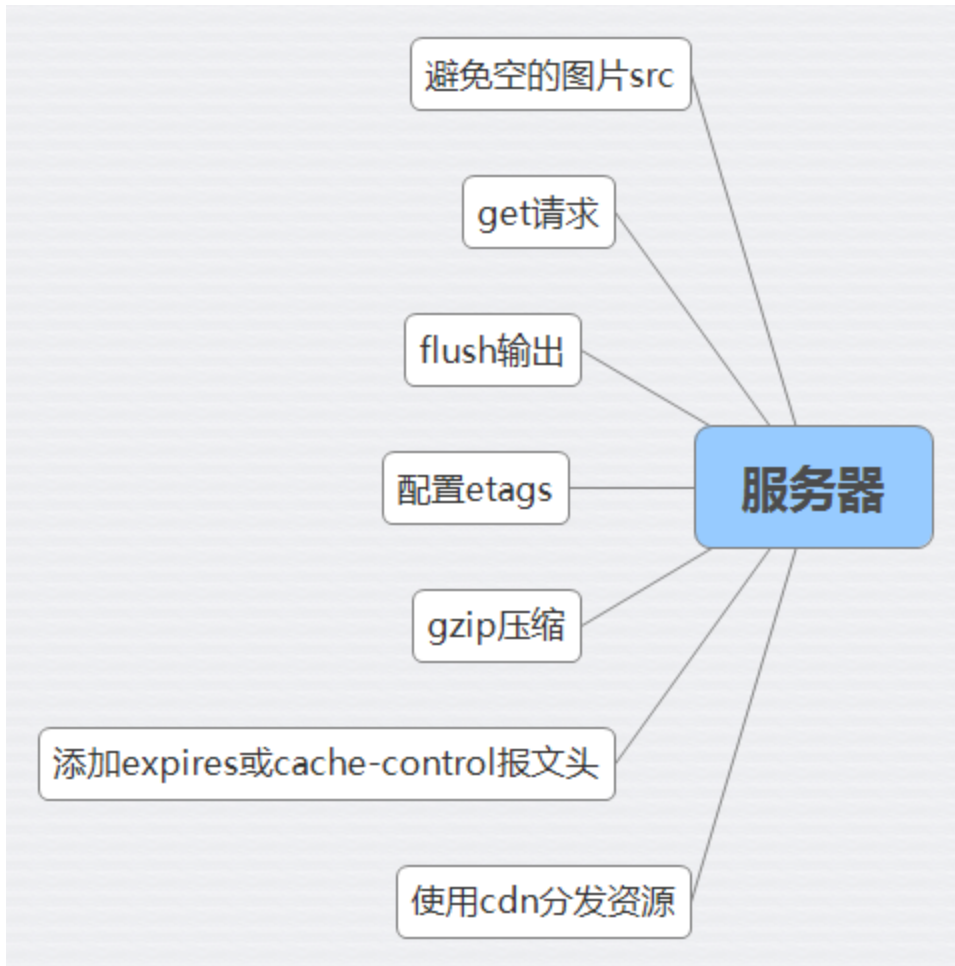 避免空的图片src
get请求
flush输出
配置etags
服务器
gzip压缩
添加expires或cache-control报文头
使用cdn分发资源